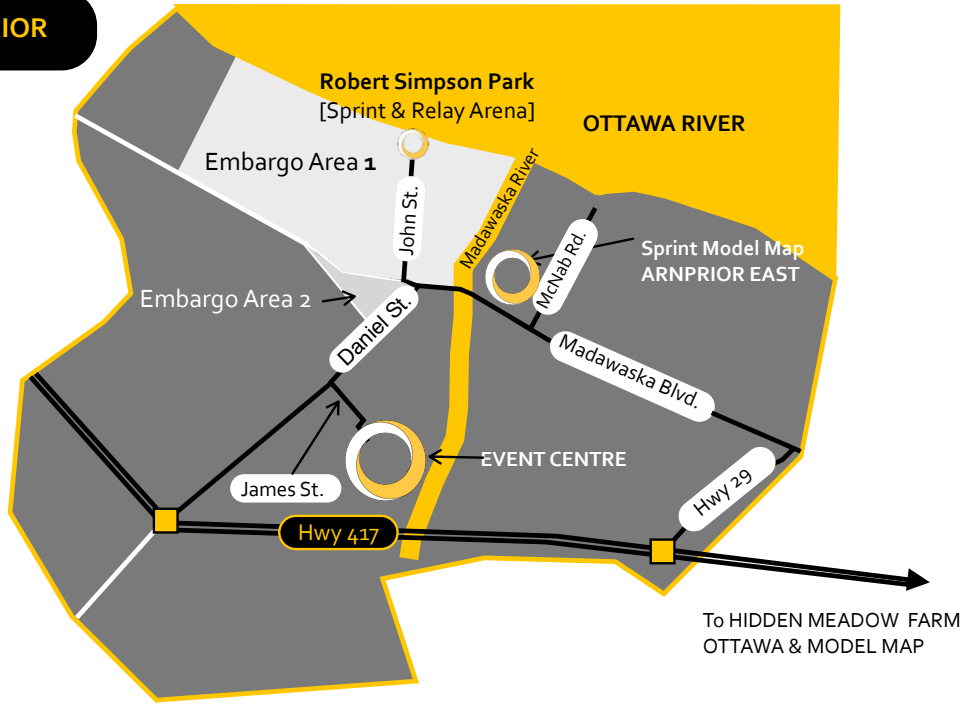 Robert Simpson Park
[Sprint & Relay Arena]
OTTAWA RIVER
Embargo Area 1
Madawaska River
John St.
McNab Rd.
Sprint Model Map
ARNPRIOR EAST
Embargo Area 2
Daniel St.
Madawaska Blvd.
EVENT CENTRE
James St.
Hwy 29
Hwy 417
To HIDDEN MEADOW FARM
OTTAWA & MODEL MAP